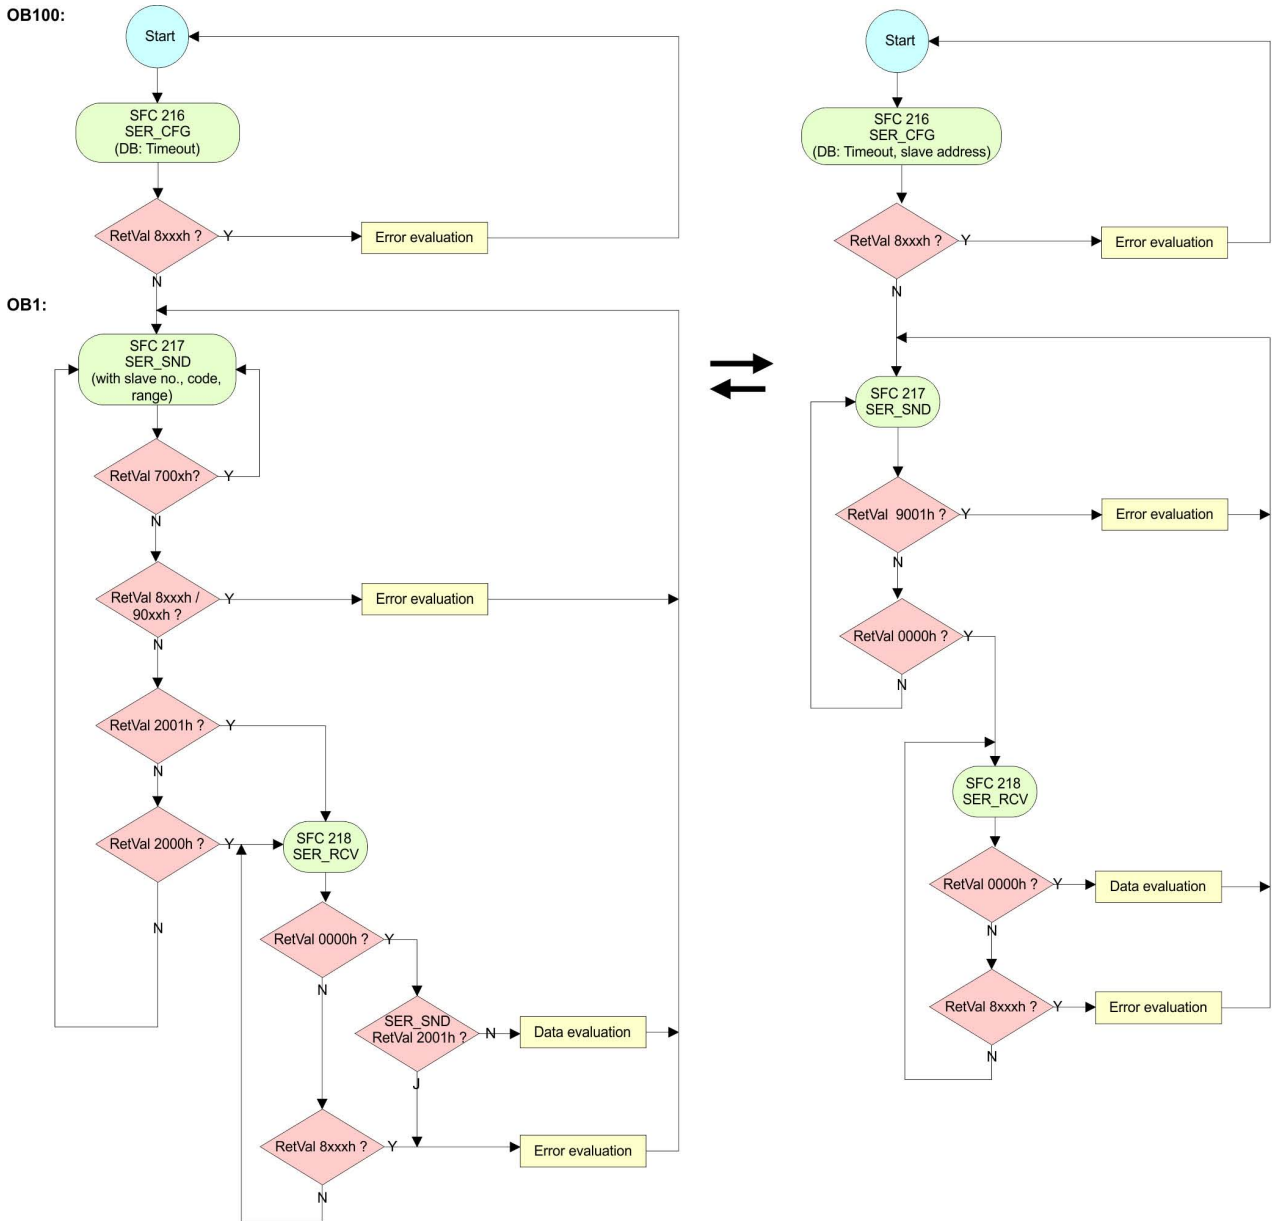 OB100:
Start
SFC 216
SER_CFG
(DB: Timeout)
RetVal 8xxxh ?
Y
Error evaluation
N
OB1:
SFC 217
SER_SND
(with slave no., code,
range)
RetVal 700xh?
Y
N
RetVal 8xxxh /
90xxh ?
Y
Error evaluation
N
RetVal 2001h ?
Y
N
RetVal 2000h ?
Y
N
SFC 218
SER_RCV
RetVal 0000h ?
Y
N
SER_SND
RetVal 2001h ?
N
Data evaluation
J
RetVal 8xxxh ?
Y
Error evaluation
N
Start
SFC 216
SER_CFG
(DB: Timeout, slave address)
RetVal 8xxxh ?
Y
Error evaluation
N
SFC 217
SER_SND
RetVal 9001h ?
Y
Error evaluation
N
RetVal 0000h ?
Y
N
SFC 218
SER_RCV
RetVal 0000h ?
Y
Data evaluation
N
RetVal 8xxxh ?
Y
Error evaluation
N